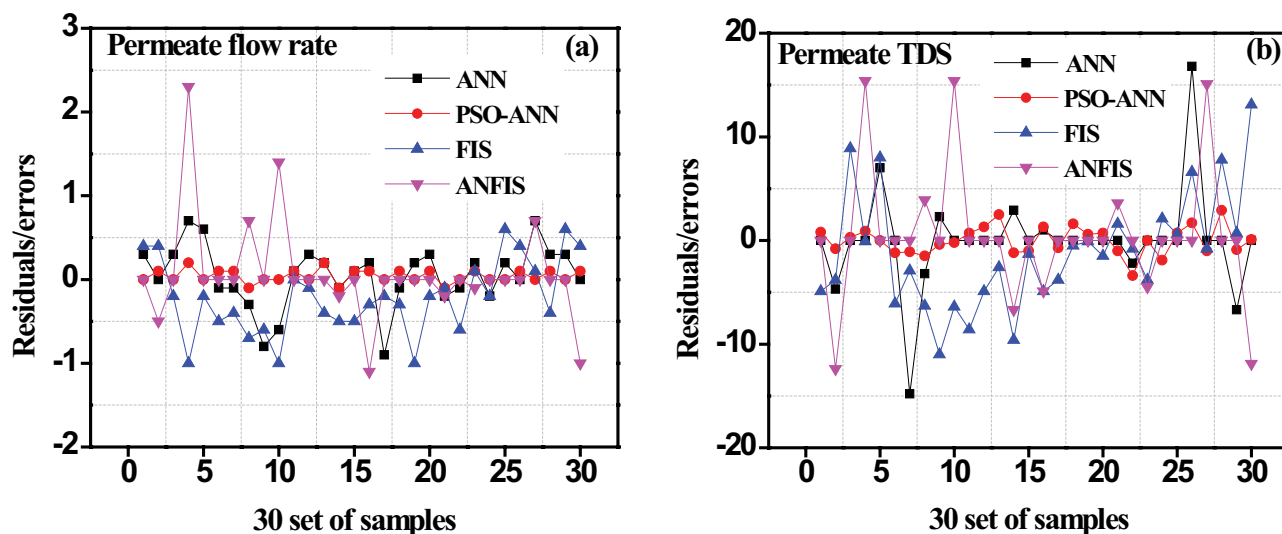 Permeate flow rate
(a)
ANN
PSO-ANN
FIS
ANFIS
3
2
1
0
-1
-2
Residuals/errors
0 5 10 15 20 25 30
30 set of samples
Permeate TDS
(b)
ANN
PSO-ANN
FIS
ANFIS
20
10
0
-10
-20
Residuals/errors
0 5 10 15 20 25 30
30 set of samples